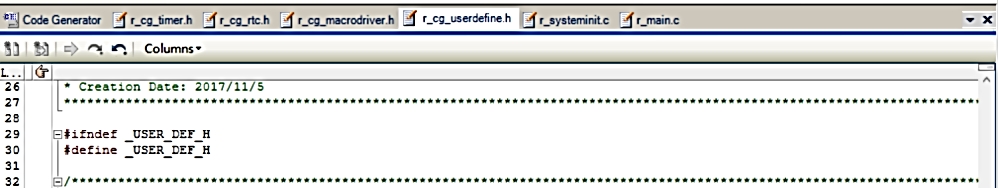 Code Generator r_cg_timer.h r_cg_rtc.h r_cg_macrodriver.h r_cg_userdefine.h r_systeminit.c r_main.c
Columns
L...
26 * Creation Date: 2017/11/5
27 ***********************************************************************************************************************
28
29 #ifndef _USER_DEF_H
30 #define _USER_DEF_H
31
32 /***********************************************************************************************************************